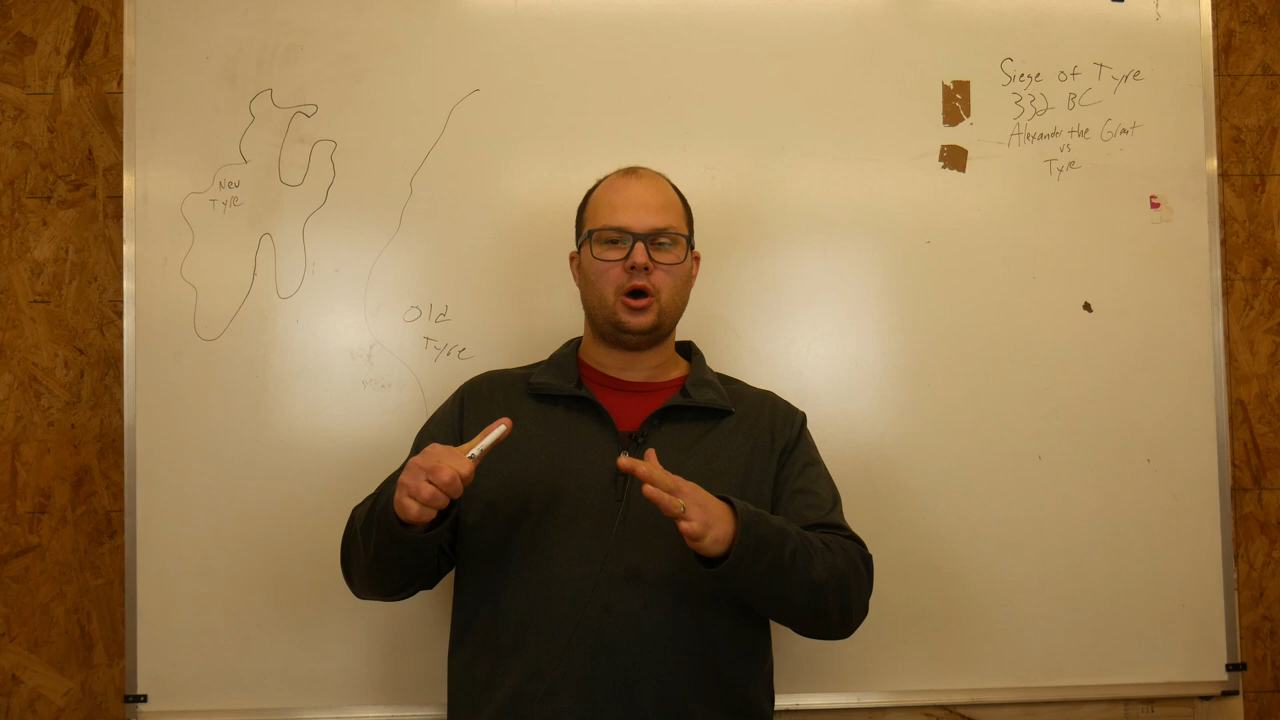 New
Tyre
Old
Tyre
Siege of Tyre
332 BC
Alexander the Great
vs
Tyre